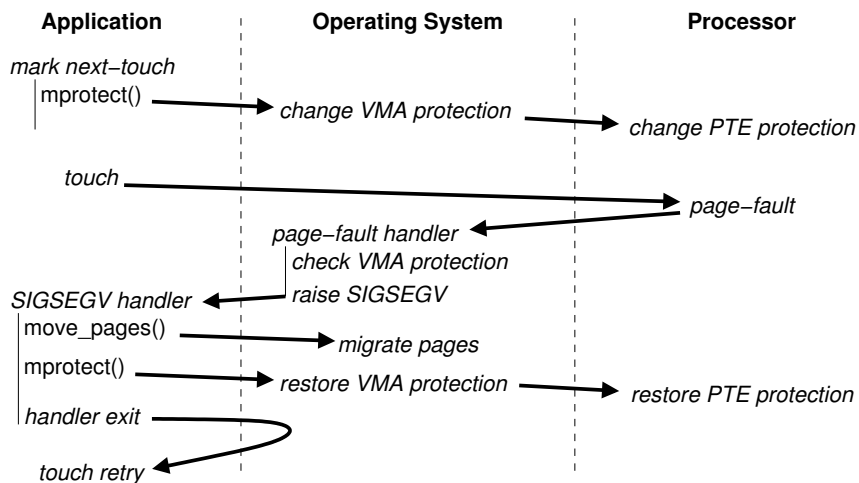 Application Operating System Processor
mark next−touch
mprotect()
change VMA protection
change PTE protection
touch
page−fault
page−fault handler
check VMA protection
raise SIGSEGV
SIGSEGV handler
move_pages()
migrate pages
mprotect()
restore VMA protection
restore PTE protection
handler exit
touch retry